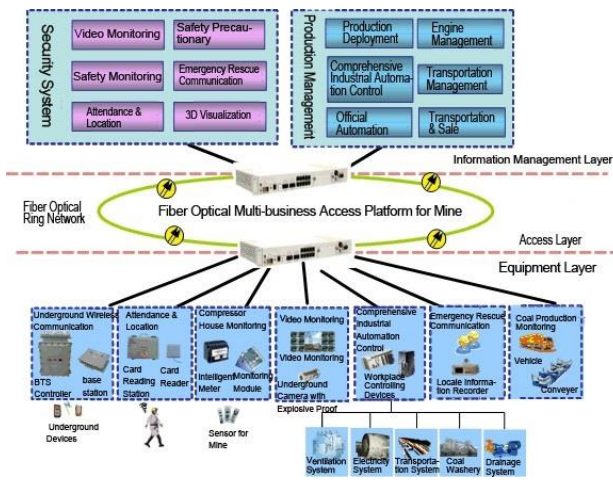 Security System
Video Monitoring
Safety Precau-
tionary
Safety Monitoring
Emergency Rescue
Communication
Attendance &
Location
3D Visualization
Production Management
Production
Deployment
Engine
Management
Comprehensive
Industrial Automa-
tion Control
Transportation
Management
Official
Automation
Transportation
& Sale
Information Management Layer
Fiber Optical
Ring Network
Fiber Optical Multi-business Access Platform for Mine
Access Layer
Equipment Layer
Underground Wireless
Communication
BTS
Controller
base
station
Underground
Devices
Attendance &
Location
Card
Reading
Station
Card
Reader
Compressor
House Monitoring
Intelligent
Meter
Monitoring
Module
Sensor for
Mine
Video Monitoring
Video Monitoring
Underground
Camera with
Explosive Proof
Comprehensive
Industrial
Automation
Control
Workplace
Controlling
Devices
Emergency Rescue
Communication
Locale Informa-
tion Recorder
Coal Production
Monitoring
Vehicle
Conveyer
Ventilation
System
Electricity
System
Transporta-
tion System
Coal
Washery
Drainage
System